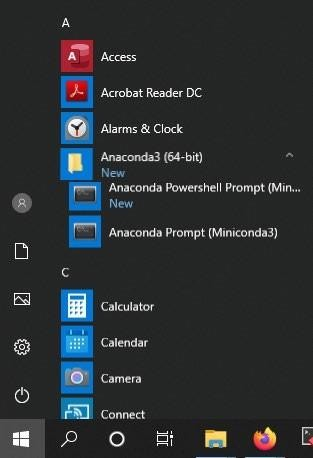 A
Access
Acrobat Reader DC
Alarms & Clock
Anaconda3 (64-bit)
New
Anaconda Powershell Prompt (Min...
New
Anaconda Prompt (Miniconda3)
C
Calculator
Calendar
Camera
Connect